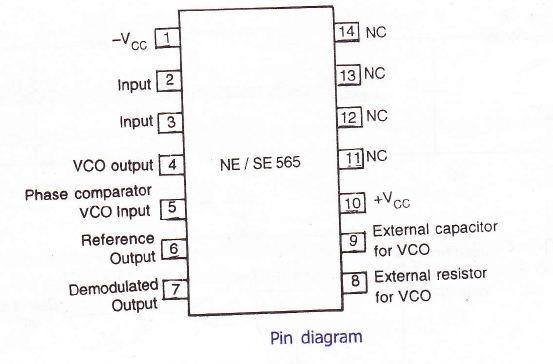 –VCC 1
Input 2
Input 3
VCO output 4
Phase comparator
VCO Input 5
Reference
Output 6
Demodulated 7
Output
NE / SE 565
14 NC
13 NC
12 NC
11 NC
10 +VCC
9 External capacitor
for VCO
8 External resistor
for VCO
Pin diagram